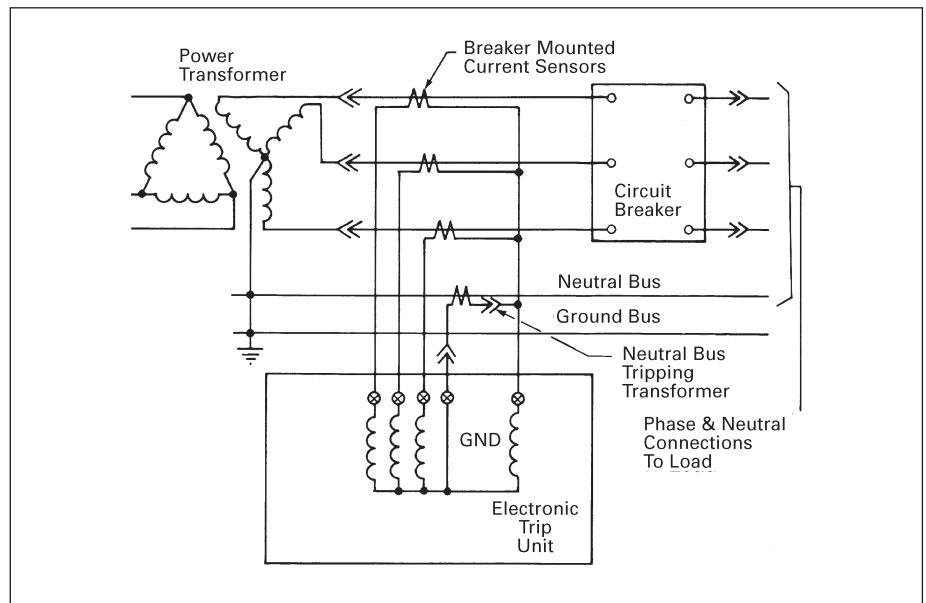 Power
Transformer
Breaker Mounted
Current Sensors
Circuit
Breaker
Neutral Bus
Ground Bus
Neutral Bus
Tripping
Transformer
GND
Phase & Neutral
Connections
To Load
Electronic
Trip
Unit